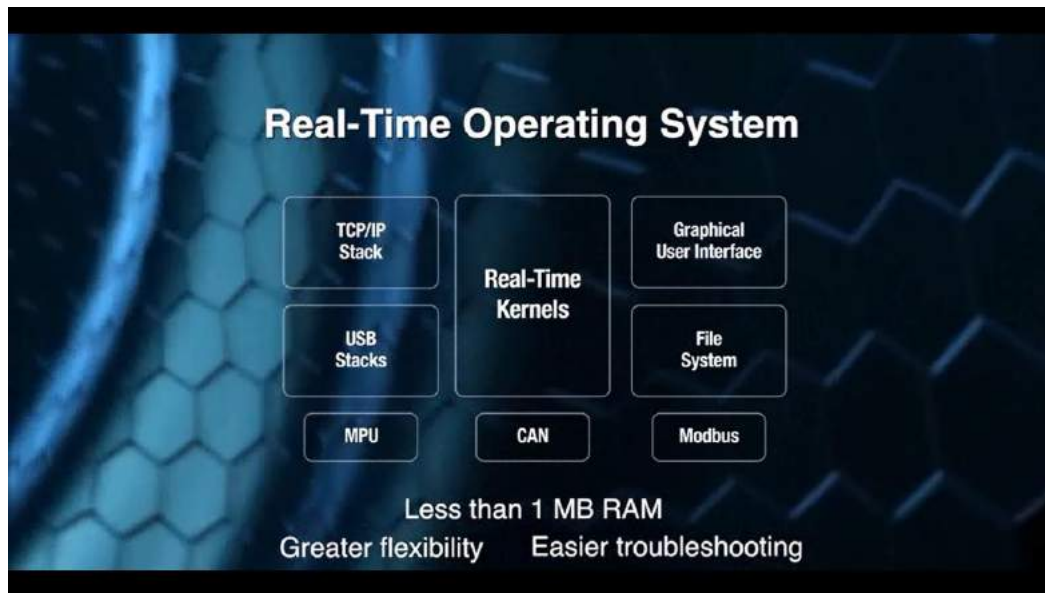 Real-Time Operating System
TCP/IP
Stack
Real-Time
Kernels
Graphical
User Interface
USB
Stacks
File
System
MPU
CAN
Modbus
Less than 1 MB RAM
Greater flexibility Easier troubleshooting